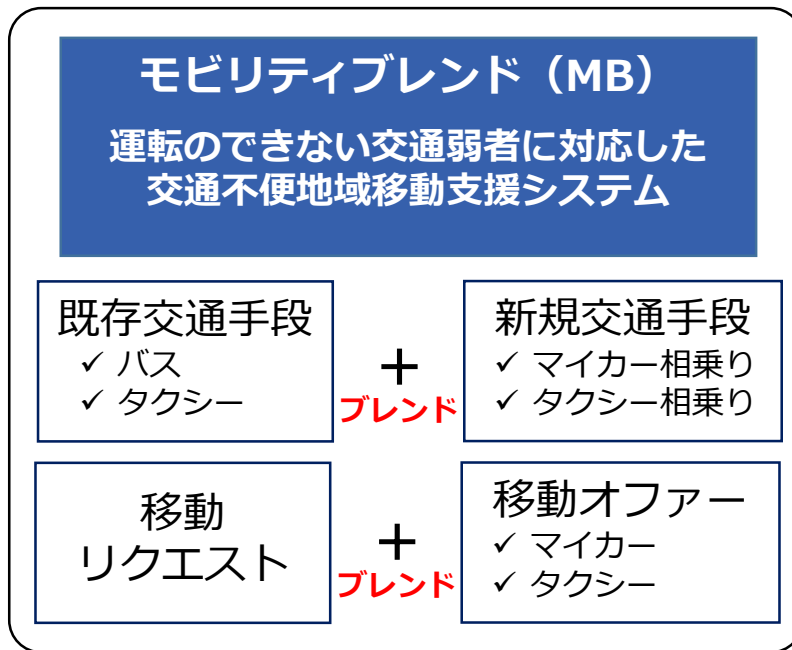 モビリティブレンド（MB）
運転のできない交通弱者に対応した
交通不便地域移動支援システム
既存交通手段
✓ バス
✓ タクシー
＋
ブレンド
新規交通手段
✓ マイカー相乗り
✓ タクシー相乗り
移動
リクエスト
＋
ブレンド
移動オファー
✓ マイカー
✓ タクシー